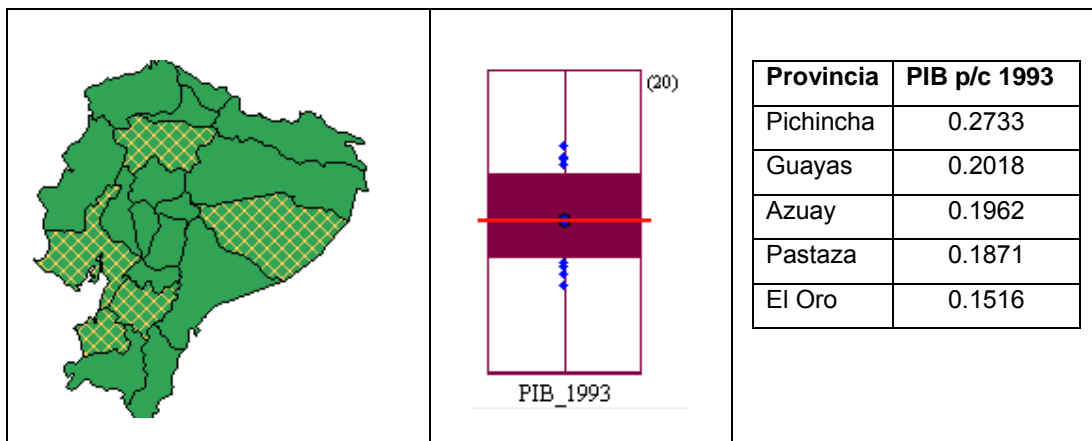 (20)
PIB_1993
Provincia PIB p/c 1993
Pichincha 0.2733
Guayas 0.2018
Azuay 0.1962
Pastaza 0.1871
El Oro 0.1516